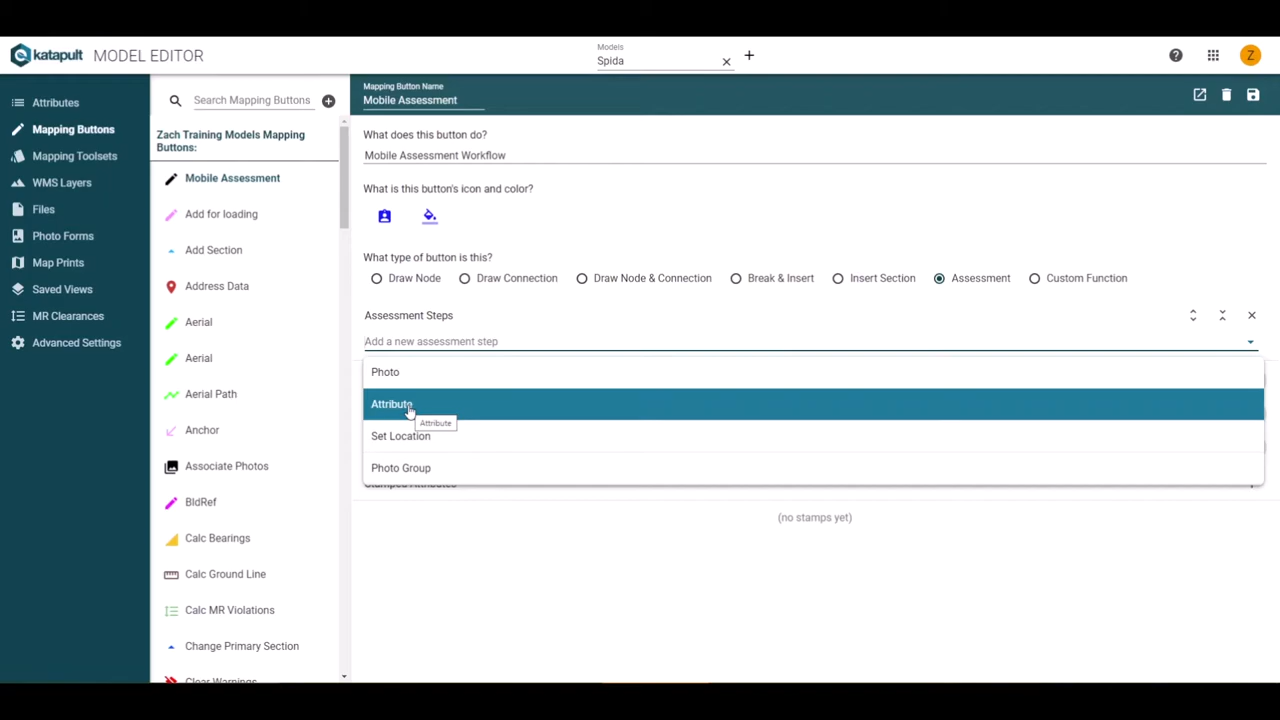 katapult MODEL EDITOR
Models
Spida
Z
Attributes
Mapping Buttons
Mapping Toolsets
WMS Layers
Files
Photo Forms
Map Prints
Saved Views
MR Clearances
Advanced Settings
Search Mapping Buttons
Zach Training Models Mapping
Buttons:
Mobile Assessment
Add for loading
Add Section
Address Data
Aerial
Aerial
Aerial Path
Anchor
Associate Photos
BldRef
Calc Bearings
Calc Ground Line
Calc MR Violations
Change Primary Section
Clear Warnings
Mapping Button Name
Mobile Assessment
What does this button do?
Mobile Assessment Workflow
What is this button's icon and color?
What type of button is this?
Draw Node Draw Connection Draw Node & Connection Break & Insert Insert Section Assessment Custom Function
Assessment Steps
Add a new assessment step
Photo
Attribute
Attribute
Set Location
Photo Group
Stamped Attributes
(no stamps yet)